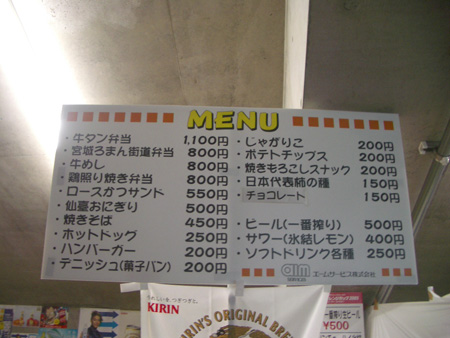 MENU
・牛タン弁当 1,100円
・宮城ろまん街道弁当 800円
・牛めし 800円
・鶏照り焼き弁当 800円
・ロースかつサンド 550円
・仙臺おにぎり 500円
・焼きそば 450円
・ホットドッグ 250円
・ハンバーガー 200円
・テニッシュ(菓子パン) 200円
・じゃがりこ 200円
・ポテトチップス 200円
・焼きもろこしスナック 200円
・日本代表柿の種 150円
・チョコレート 150円
・ビール(一番搾り) 500円
・サワー(氷結レモン) 400円
・ソフトドリンク各種 250円
aim
SERVICES
エームサービス株式会社
KIRIN
KIRIN'S ORIGINAL BRE
一番搾り生ビール
¥500